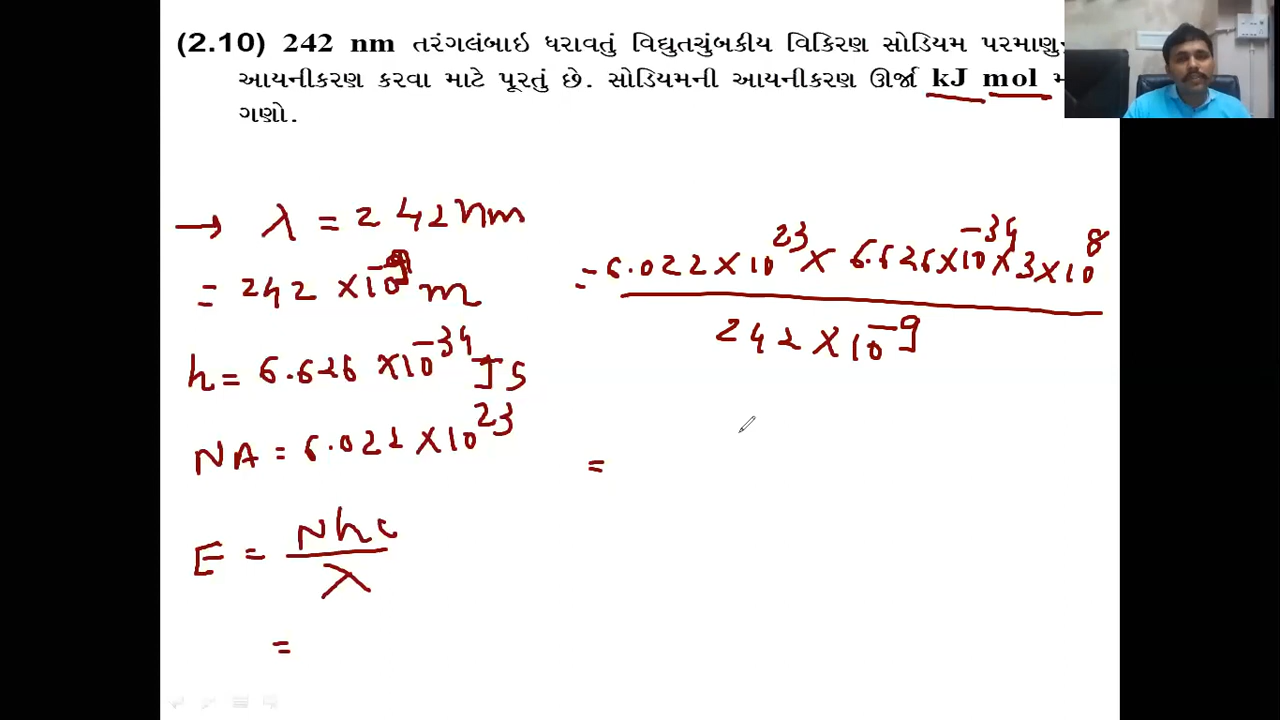 (2.10) 242 nm તરંગલંબાઇ ધરાવતું વિદ્યુતચુંબકીય વિકિરણ સોડિયમ
આયનીકરણ કરવા માટે પૂરતું છે. સોડિયમની આયનીકરણ ઊર્જા kJ mol
ગણો.
→ λ = 242 nm
= 242 × 10⁻⁹ m
h = 6.626 × 10⁻³⁴ JS
NA = 6.022 × 10²³
E = Nhc / λ
=
= 6.022 × 10²³ × 6.626 × 10⁻³⁴ × 3 × 10⁸
242 × 10⁻⁹
=